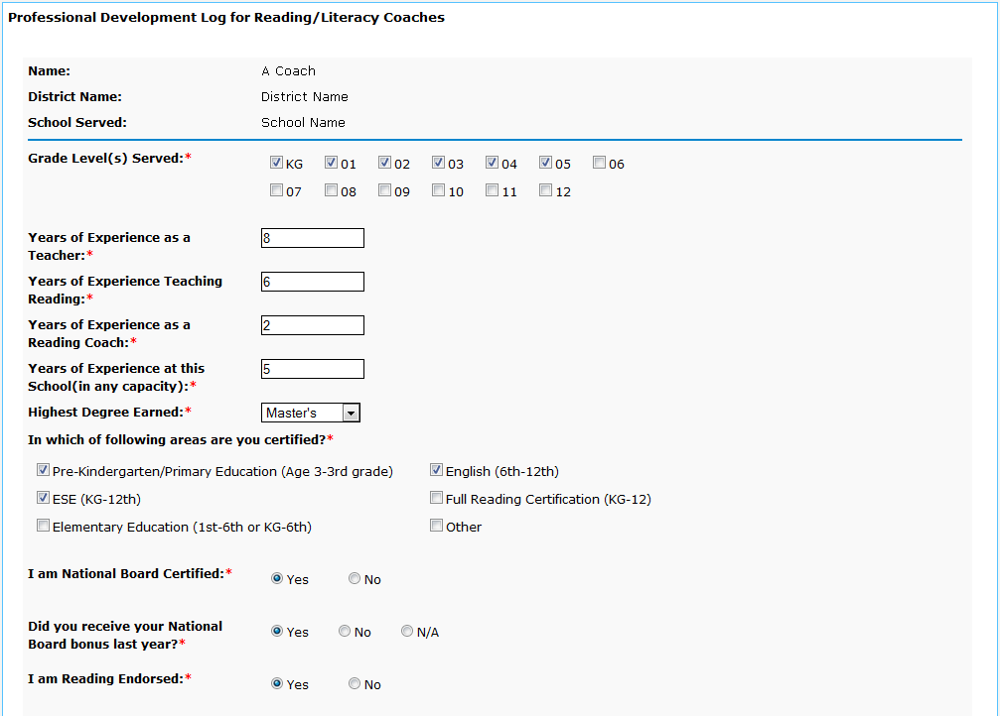 Professional Development Log for Reading/Literacy Coaches
Name: A Coach
District Name: District Name
School Served: School Name
Grade Level(s) Served:* KG 01 02 03 04 05 06
07 08 09 10 11 12
Years of Experience as a
Teacher:* 8
Years of Experience Teaching
Reading:* 6
Years of Experience as a
Reading Coach:* 2
Years of Experience at this
School(in any capacity):* 5
Highest Degree Earned:* Master's
In which of following areas are you certified?*
Pre-Kindergarten/Primary Education (Age 3-3rd grade) English (6th-12th)
ESE (KG-12th) Full Reading Certification (KG-12)
Elementary Education (1st-6th or KG-6th) Other
I am National Board Certified:* Yes No
Did you receive your National
Board bonus last year?* Yes No N/A
I am Reading Endorsed:* Yes No